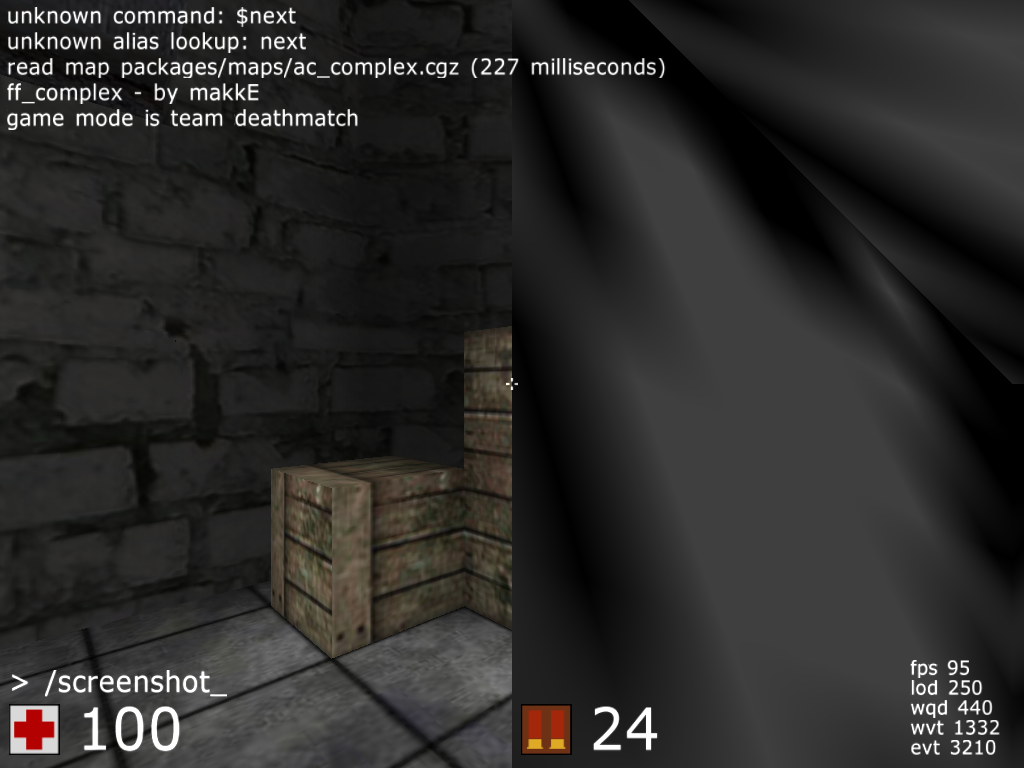 unknown command: $next
unknown alias lookup: next
read map packages/maps/ac_complex.cgz (227 milliseconds)
ff_complex - by makkE
game mode is team deathmatch
> /screenshot_
100
24
fps 95
lod 250
wqd 440
wvt 1332
evt 3210